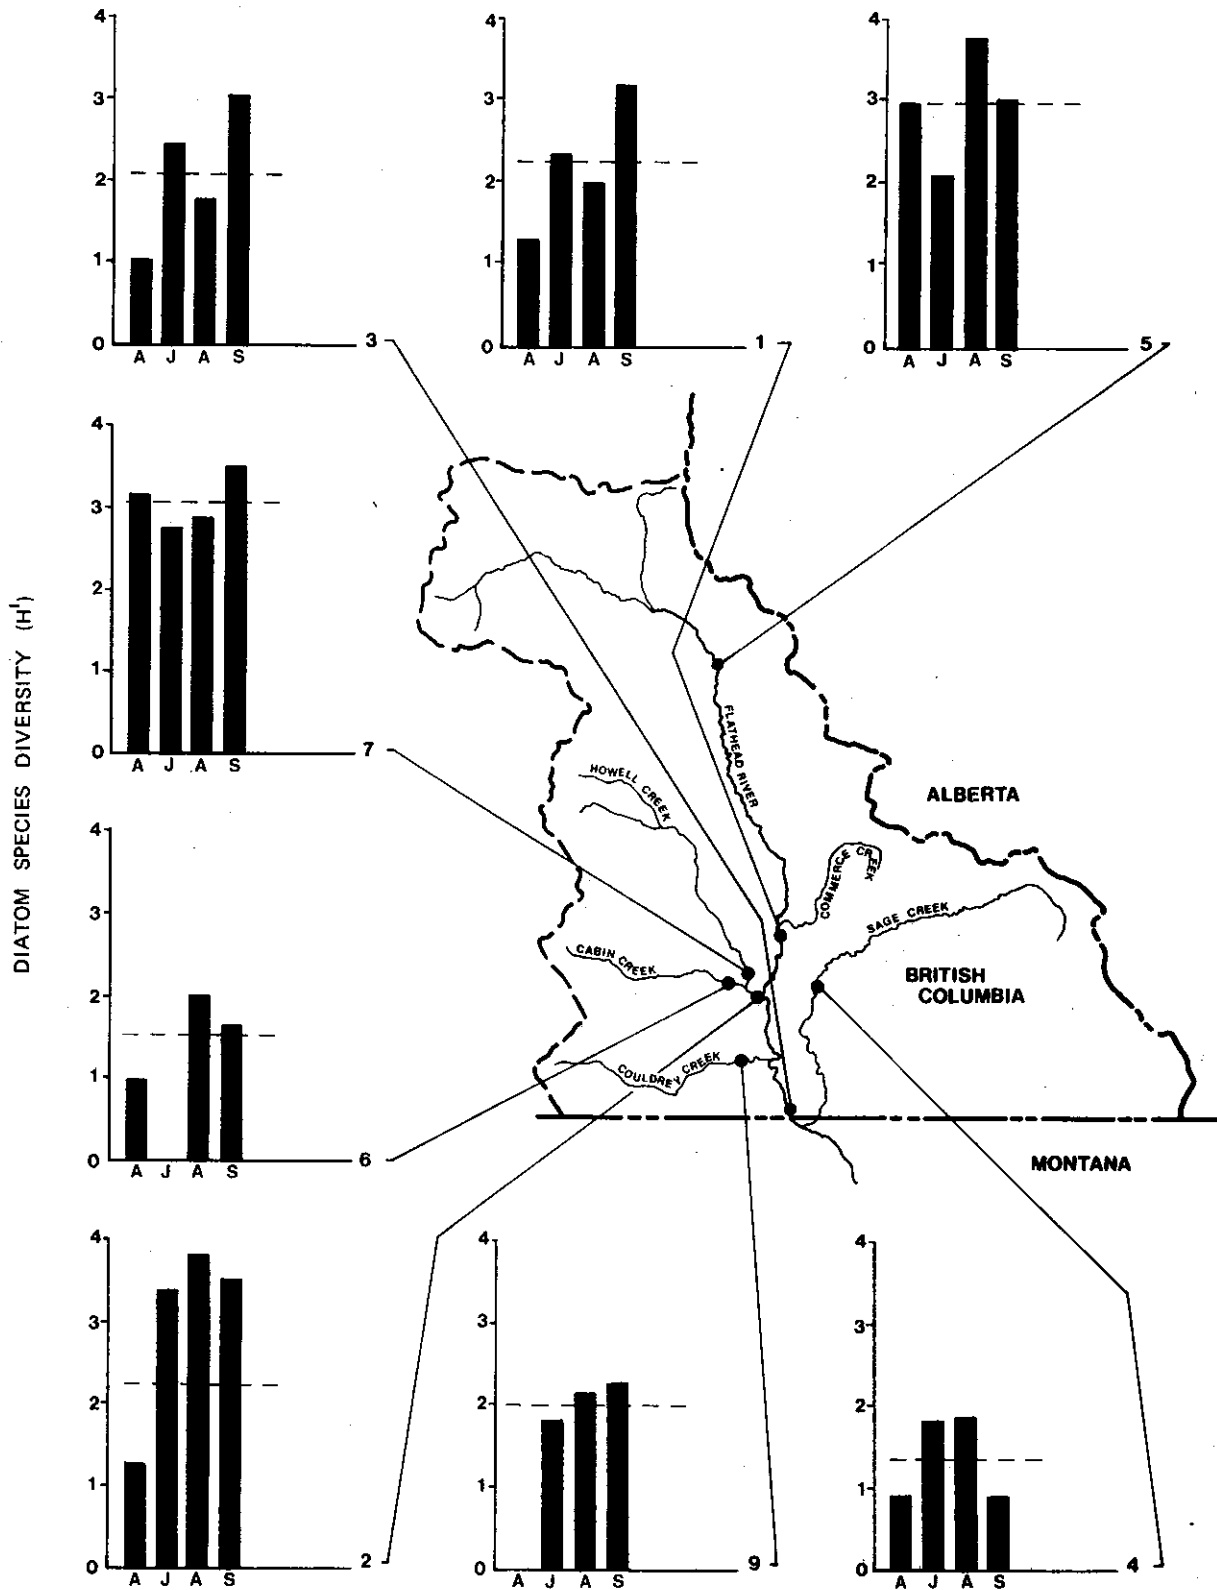 DIATOM SPECIES DIVERSITY (H')
4
3
2
1
0
A J A S
3
4
3
2
1
0
A J A S
1
4
3
2
1
0
A J A S
5
4
3
2
1
0
A J A S
7
4
3
2
1
0
A J A S
6
4
3
2
1
0
A J A S
2
4
3
2
1
0
A J A S
9
4
3
2
1
0
A J A S
4
FLATHEAD RIVER
HOWELL CREEK
COMMERCE CREEK
SAGE CREEK
CABIN CREEK
COULDREY CREEK
ALBERTA
BRITISH
COLUMBIA
MONTANA